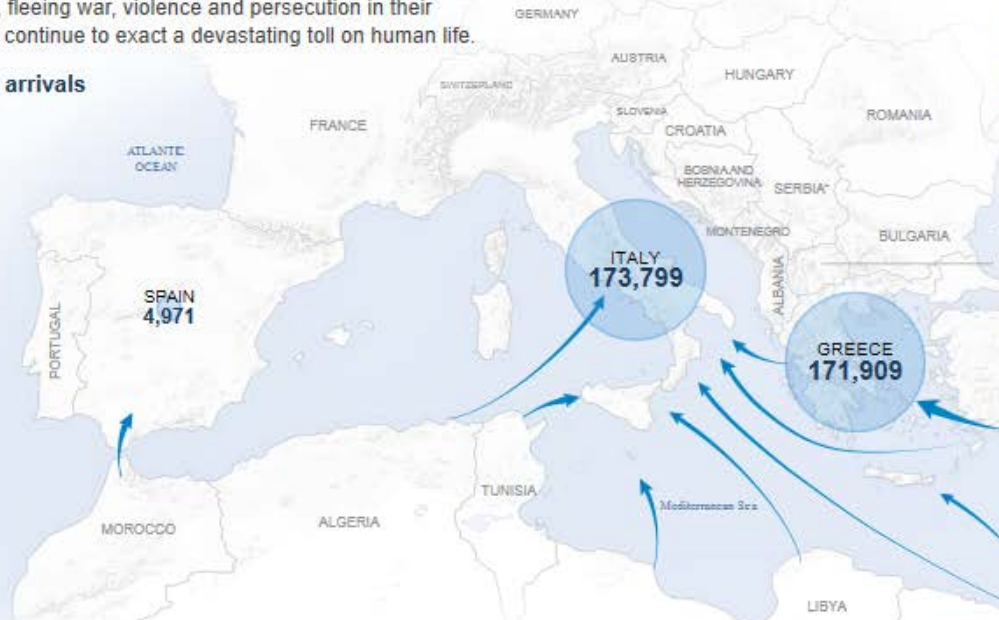 fleeing war, violence and persecution in their
continue to exact a devastating toll on human life.
arrivals
GERMANY
AUSTRIA
HUNGARY
SWITZERLAND
SLOVENIA
ROMANIA
FRANCE
CROATIA
ATLANTIC
OCEAN
BOSNIA AND
HERZEGOVINA
SERBIA*
MONTENEGRO
BULGARIA
ITALY
173,799
ALBANIA
SPAIN
4,971
PORTUGAL
GREECE
171,909
TUNISIA
Mediterranean Sea
MOROCCO
ALGERIA
LIBYA